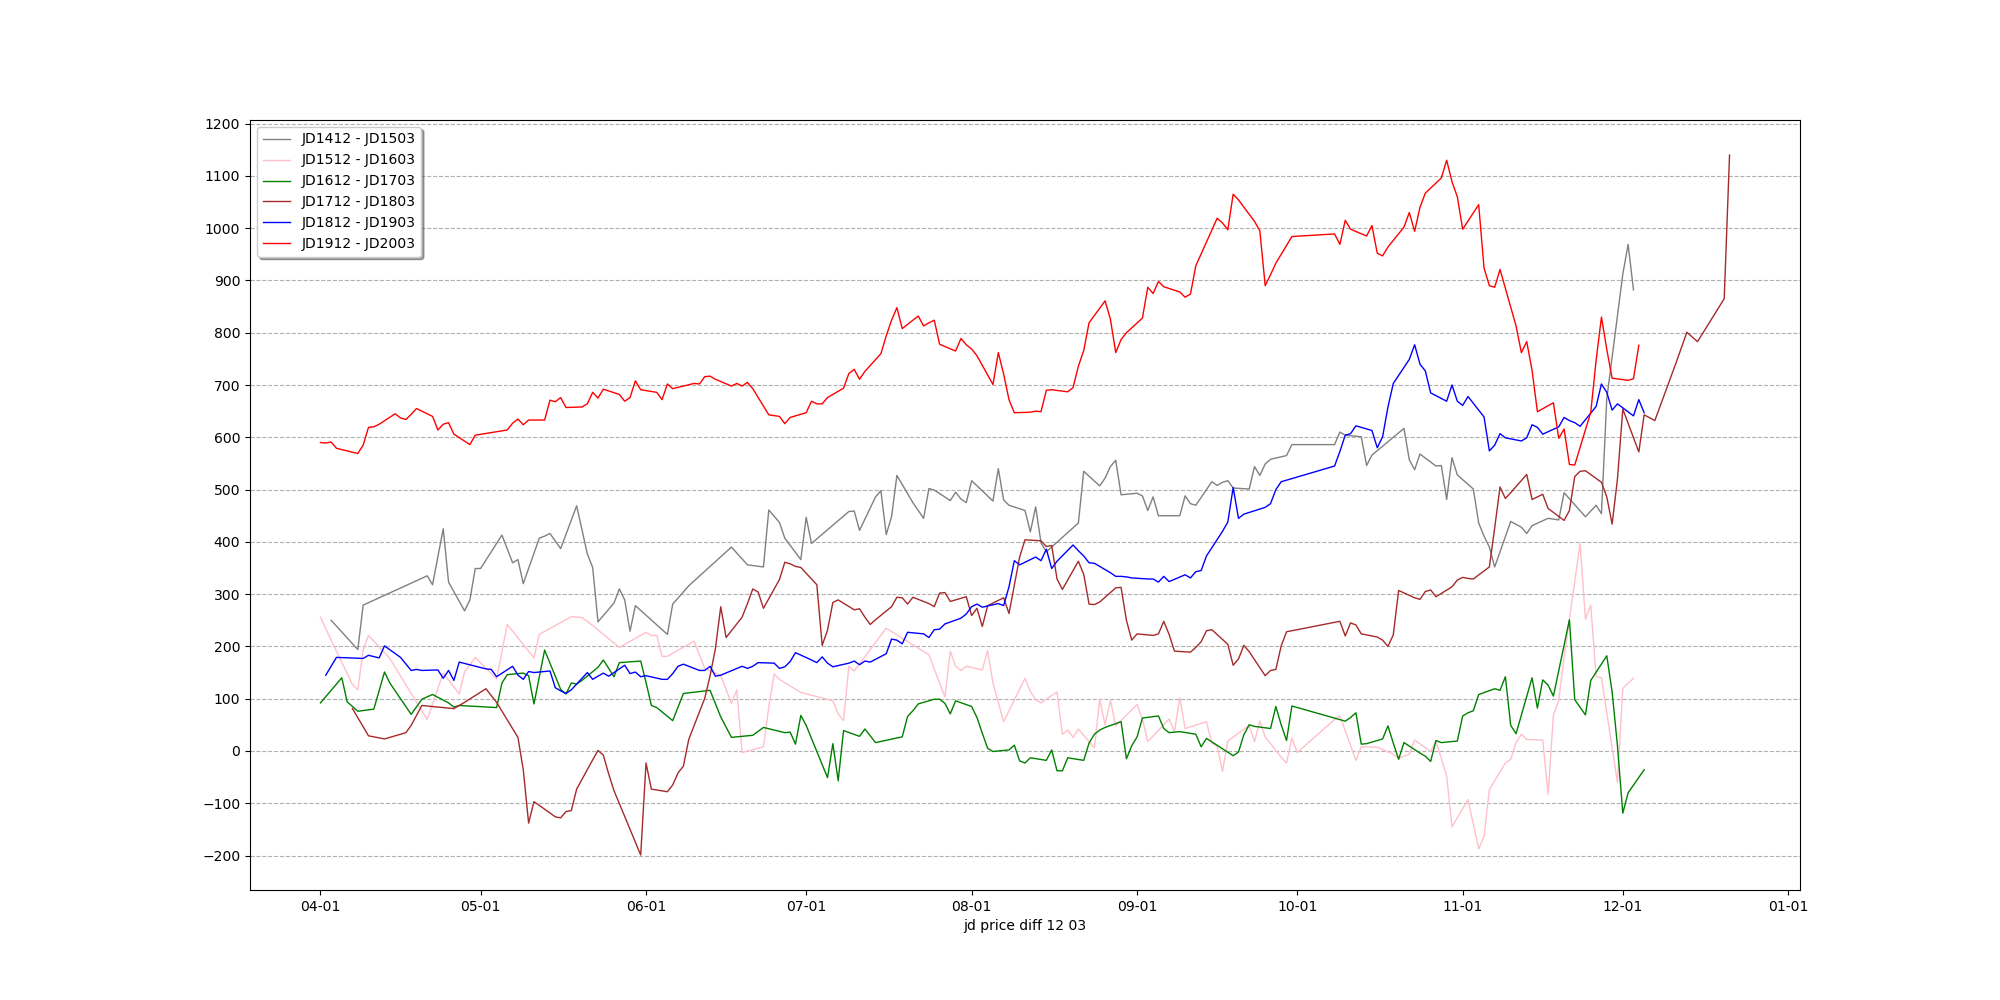 1200
1100
1000
900
800
700
600
500
400
300
200
100
0
−100
−200
JD1412 - JD1503
JD1512 - JD1603
JD1612 - JD1703
JD1712 - JD1803
JD1812 - JD1903
JD1912 - JD2003
04-01 05-01 06-01 07-01 08-01 09-01 10-01 11-01 12-01 01-01
jd price diff 12 03